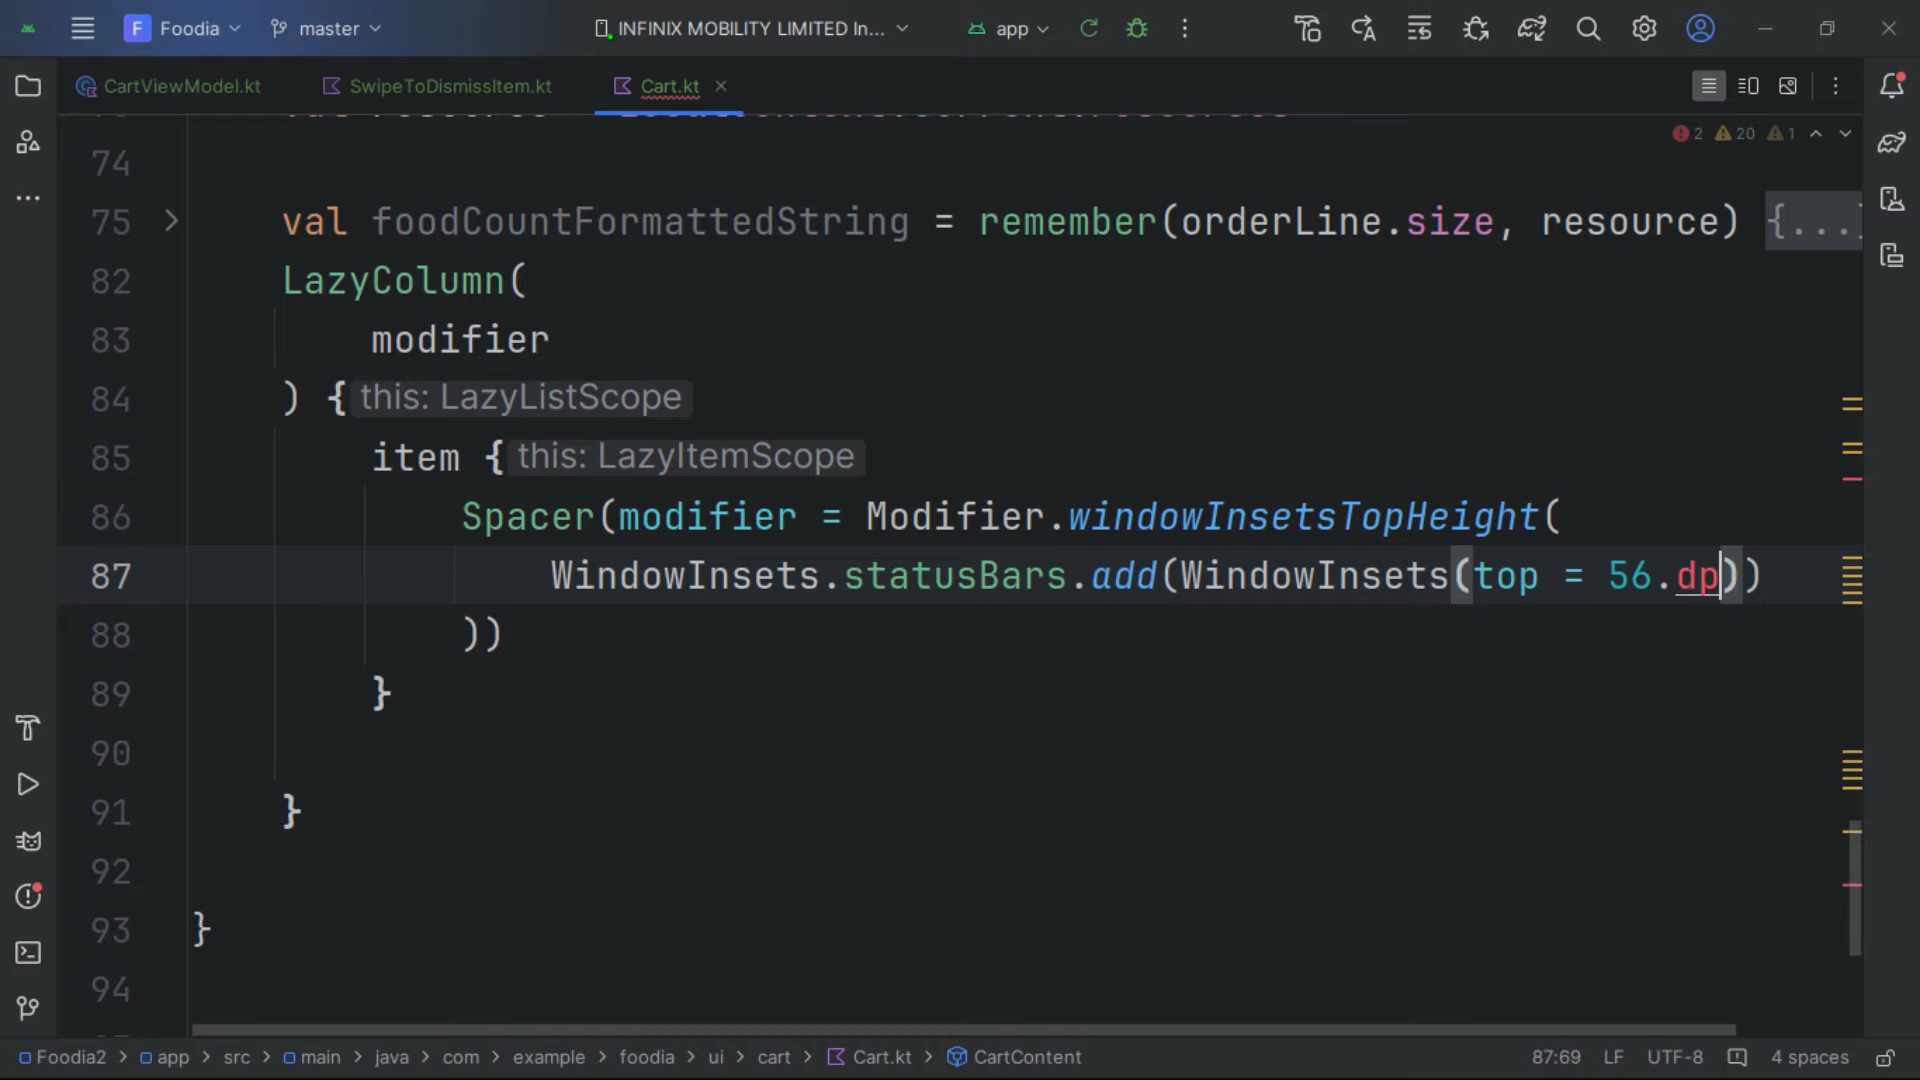 F Foodia master INFINIX MOBILITY LIMITED In... app
CartViewModel.kt SwipeToDismissItem.kt Cart.kt
2 20 1
74
75 val foodCountFormattedString = remember(orderLine.size, resource) {...}
82 LazyColumn(
83 modifier
84 ) { this: LazyListScope
85 item { this: LazyItemScope
86 Spacer(modifier = Modifier.windowInsetsTopHeight(
87 WindowInsets.statusBars.add(WindowInsets(top = 56.dp))
88 ))
89 }
90
91 }
92
93 }
94
Foodia2 > app > src > main > java > com > example > foodia > ui > cart > Cart.kt > CartContent 87:69 LF UTF-8 4 spaces